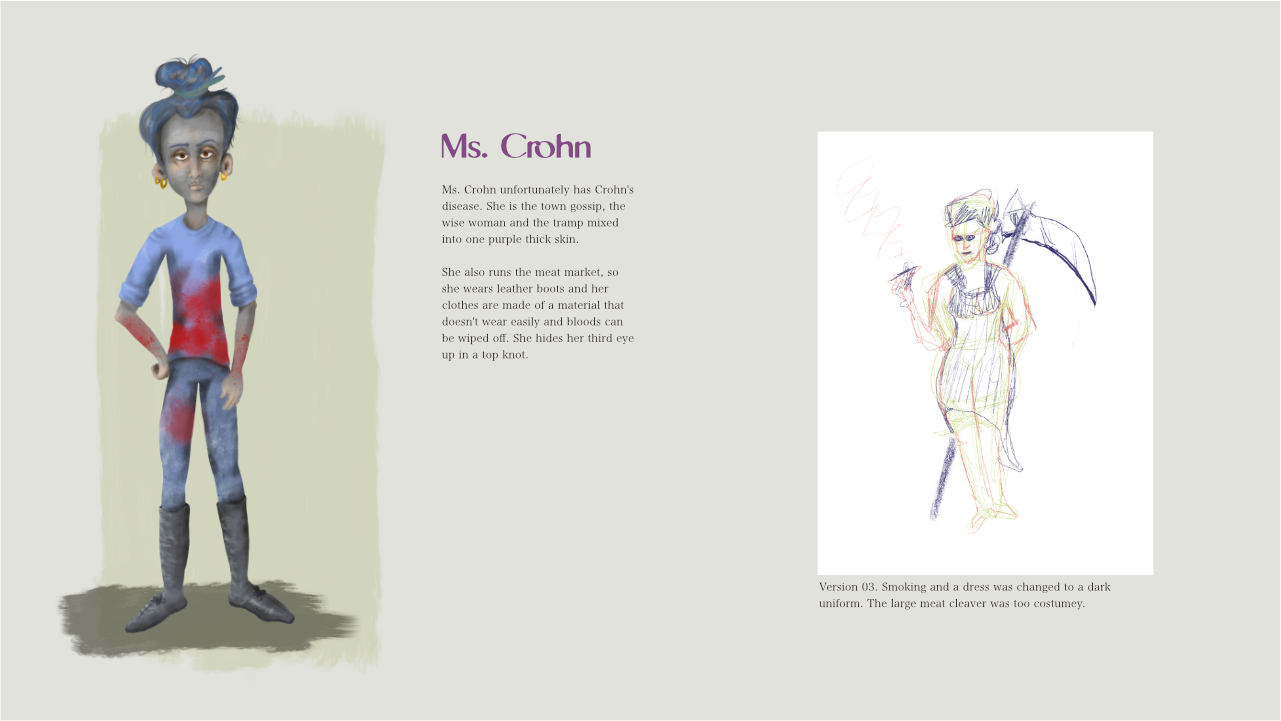 Ms. Crohn
Ms. Crohn unfortunately has Crohn's
disease. She is the town gossip, the
wise woman and the tramp mixed
into one purple thick skin.
She also runs the meat market, so
she wears leather boots and her
clothes are made of a material that
doesn't wear easily and bloods can
be wiped off. She hides her third eye
up in a top knot.
Version 03. Smoking and a dress was changed to a dark
uniform. The large meat cleaver was too costumey.